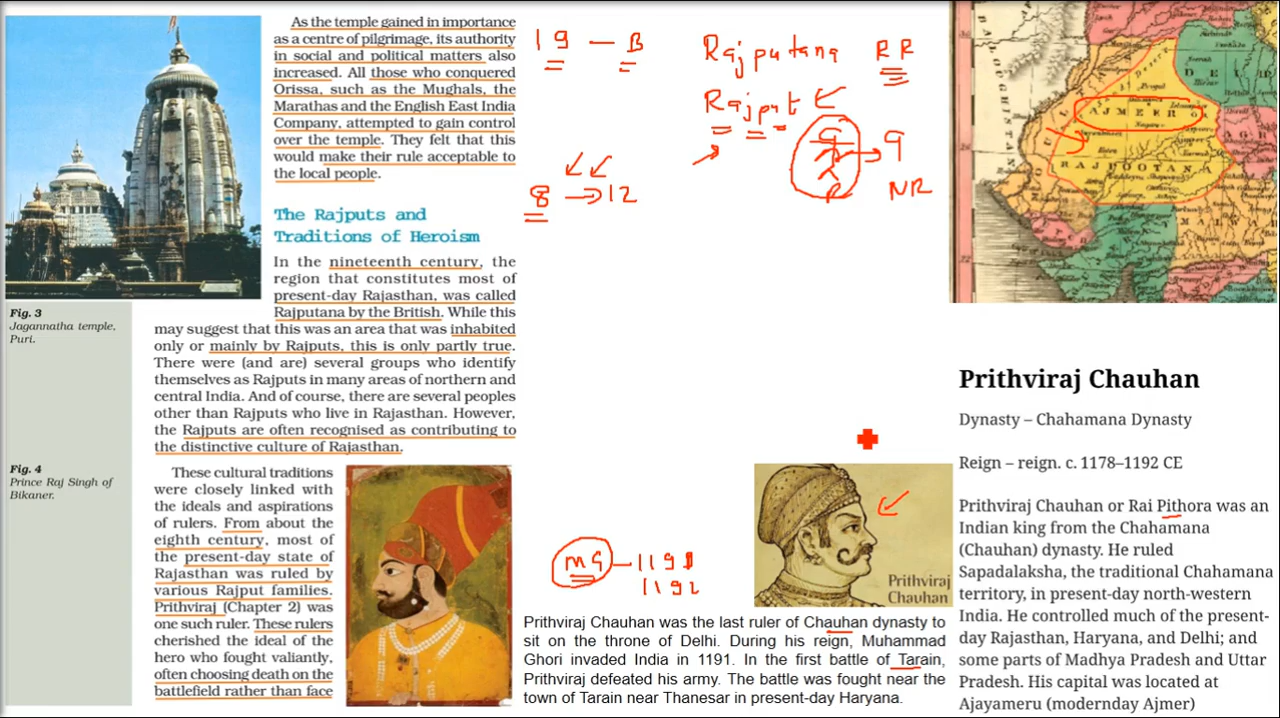 As the temple gained in importance
as a centre of pilgrimage, its authority
in social and political matters also
increased. All those who conquered
Orissa, such as the Mughals, the
Marathas and the English East India
Company, attempted to gain control
over the temple. They felt that this
would make their rule acceptable to
the local people.
The Rajputs and
Traditions of Heroism
In the nineteenth century, the
region that constitutes most of
present-day Rajasthan, was called
Rajputana by the British. While this
may suggest that this was an area that was inhabited
only or mainly by Rajputs, this is only partly true.
There were (and are) several groups who identify
themselves as Rajputs in many areas of northern and
central India. And of course, there are several peoples
other than Rajputs who live in Rajasthan. However,
the Rajputs are often recognised as contributing to
the distinctive culture of Rajasthan.
These cultural traditions
were closely linked with
the ideals and aspirations
of rulers. From about the
eighth century, most of
the present-day state of
Rajasthan was ruled by
various Rajput families.
Prithviraj (Chapter 2) was
one such ruler. These rulers
cherished the ideal of the
hero who fought valiantly,
often choosing death on the
battlefield rather than face
Fig. 3
Jagannatha temple,
Puri.
Fig. 4
Prince Raj Singh of
Bikaner.
19 — B
8 → 12
Rajputana RR
Rajput
G
R
9
NR
MG — 1191
1192
Prithviraj
Chauhan
Prithviraj Chauhan was the last ruler of Chauhan dynasty to
sit on the throne of Delhi. During his reign, Muhammad
Ghori invaded India in 1191. In the first battle of Tarain,
Prithviraj defeated his army. The battle was fought near the
town of Tarain near Thanesar in present-day Haryana.
AJMEER
RAJPOOTANA
DEL
Prithviraj Chauhan
Dynasty – Chahamana Dynasty
Reign – reign. c. 1178–1192 CE
Prithviraj Chauhan or Rai Pithora was an
Indian king from the Chahamana
(Chauhan) dynasty. He ruled
Sapadalaksha, the traditional Chahamana
territory, in present-day north-western
India. He controlled much of the present-
day Rajasthan, Haryana, and Delhi; and
some parts of Madhya Pradesh and Uttar
Pradesh. His capital was located at
Ajayameru (modernday Ajmer)